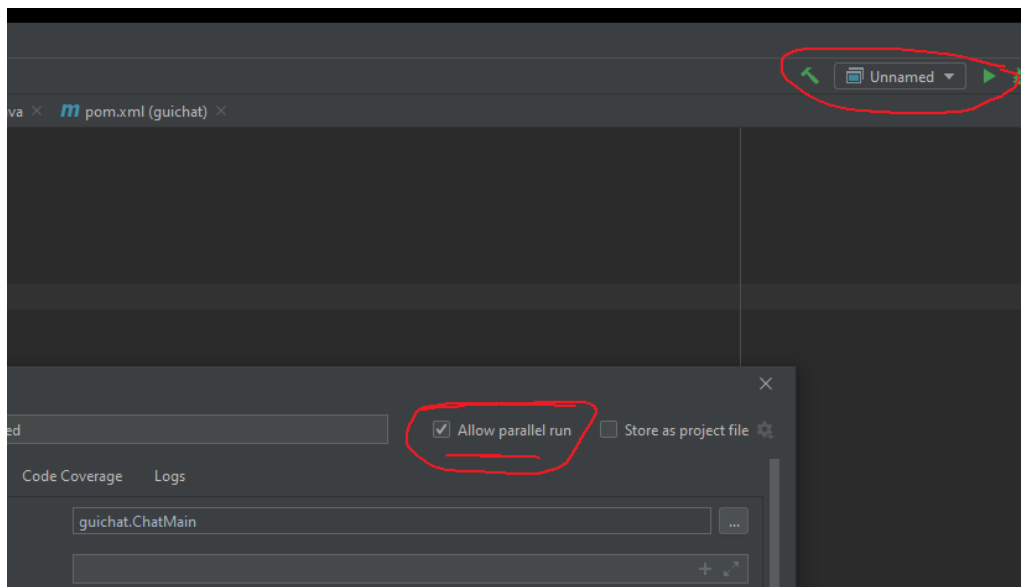 Unnamed
va
m pom.xml (guichat)
ed
Allow parallel run
Store as project file
Code Coverage
Logs
guichat.ChatMain
...